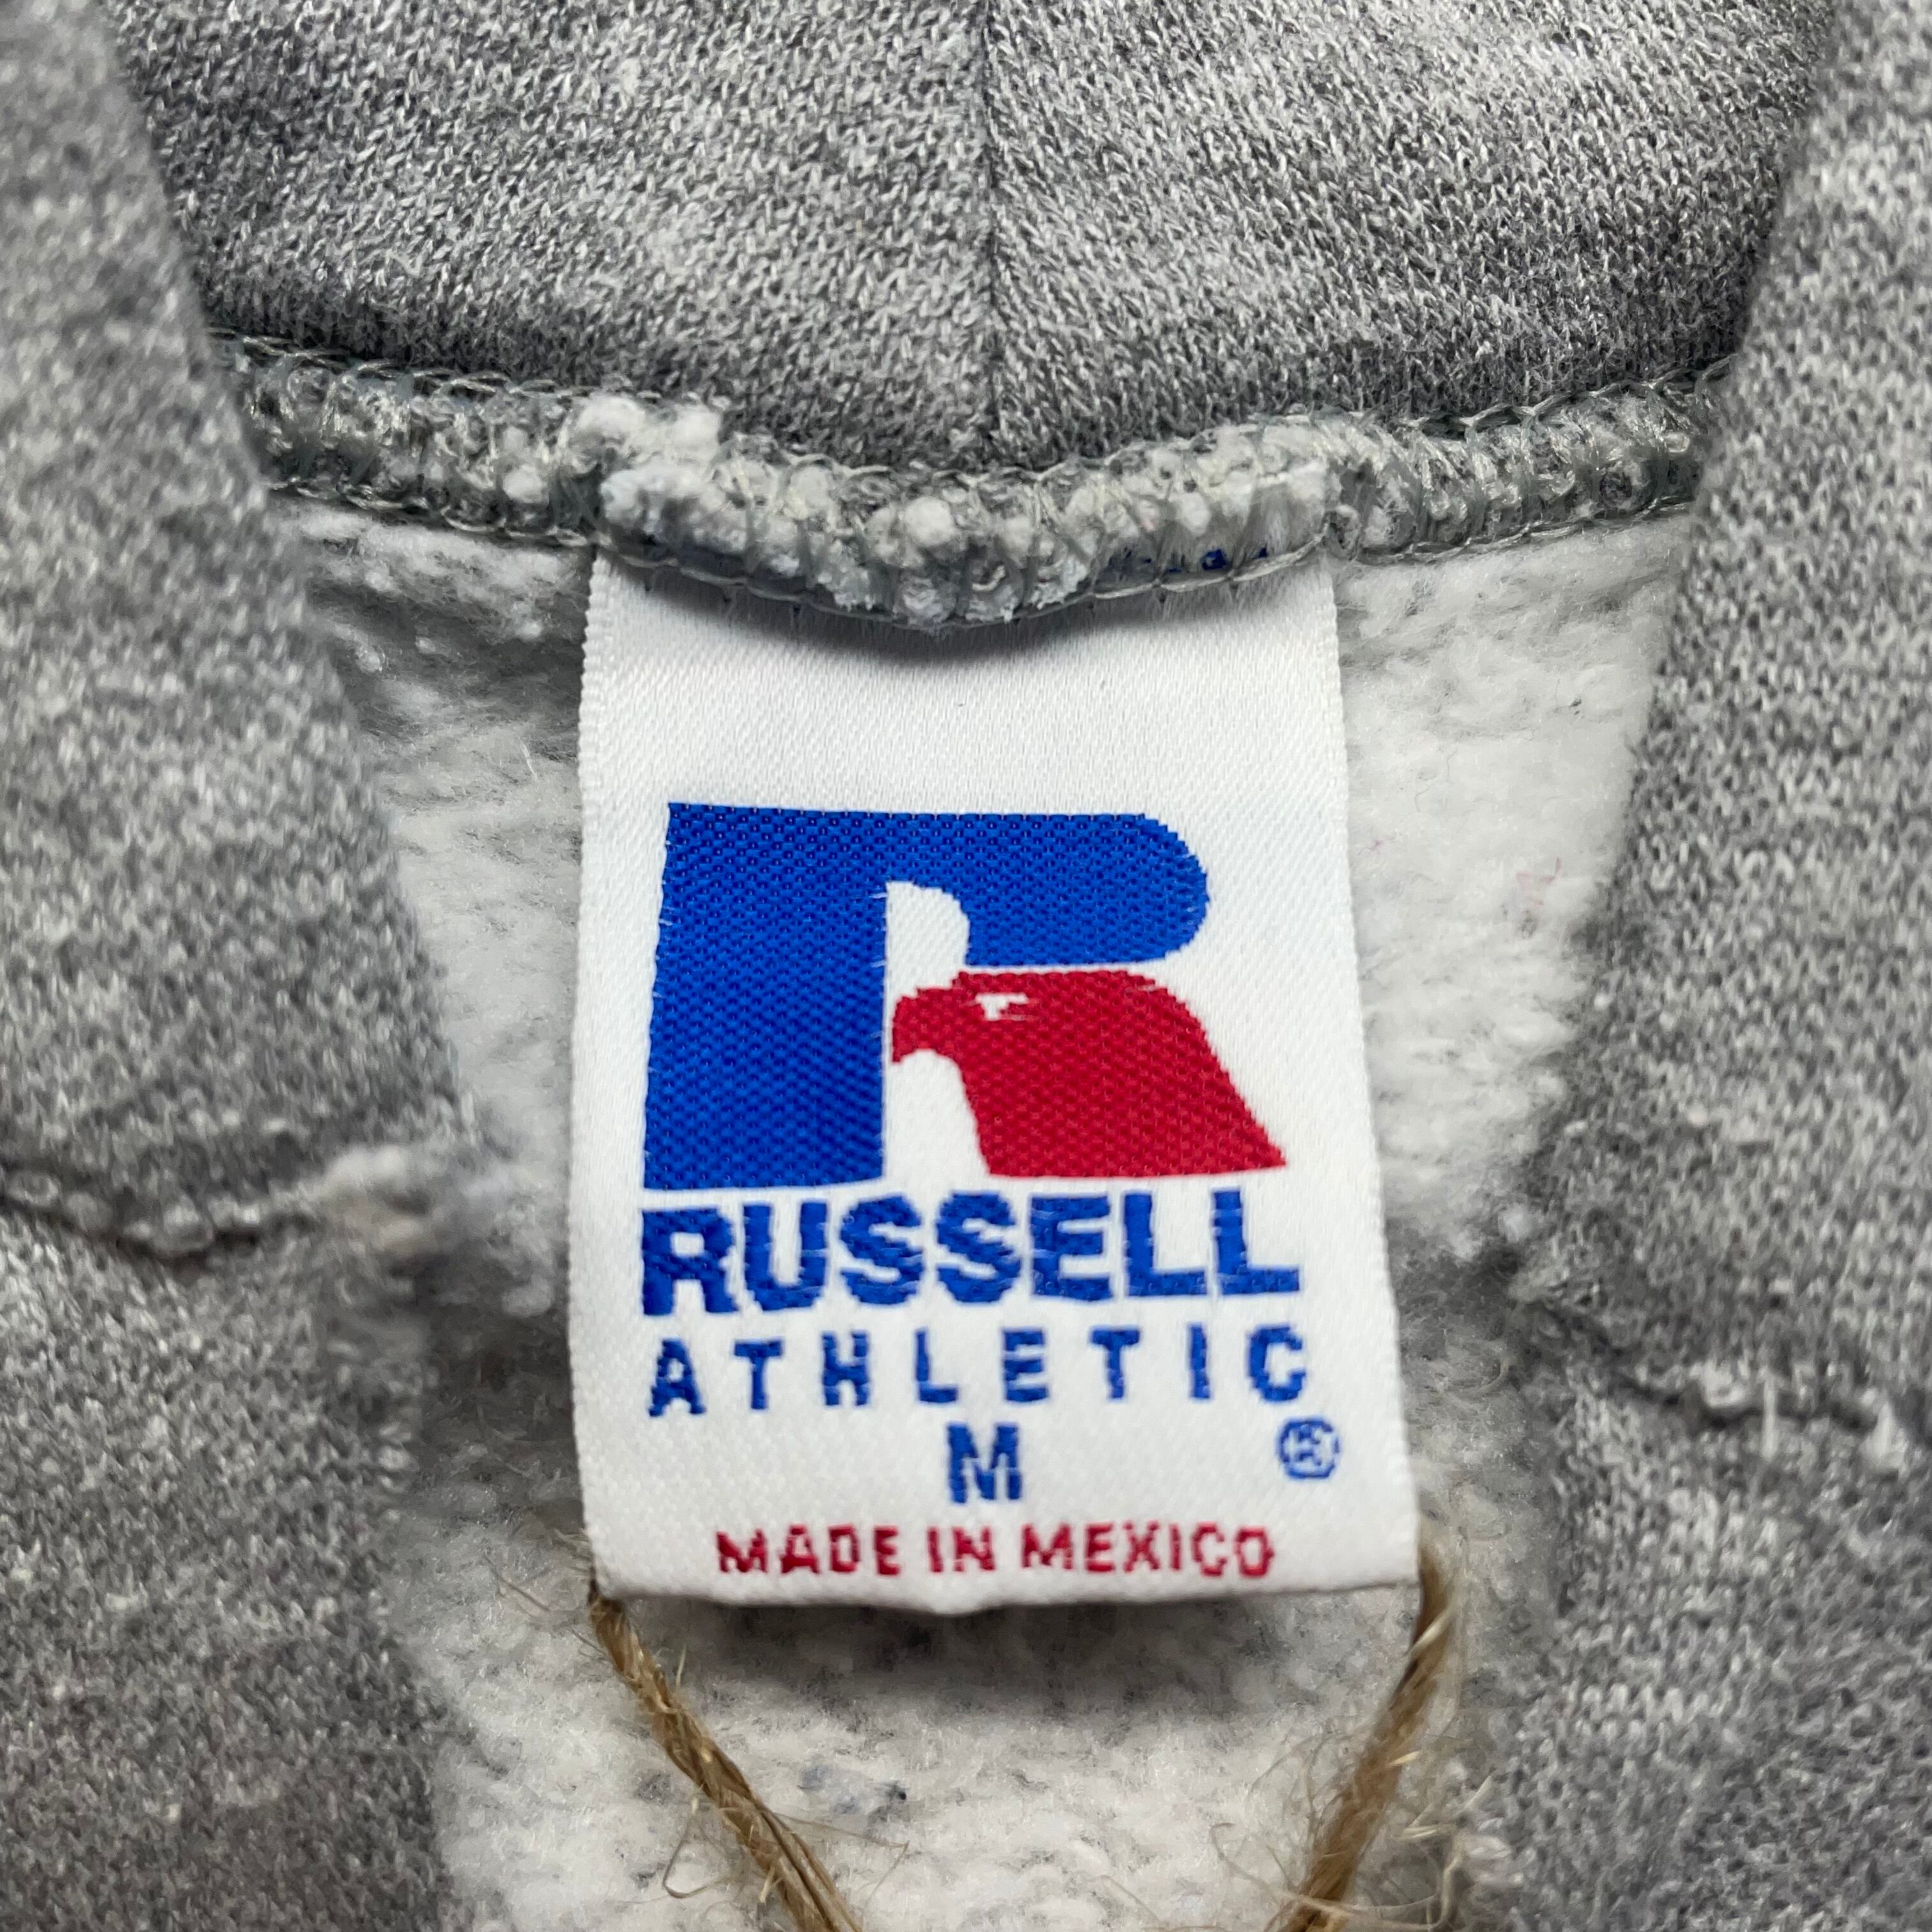 RUSSELL
ATHLETIC
M ®
MADE IN MEXICO